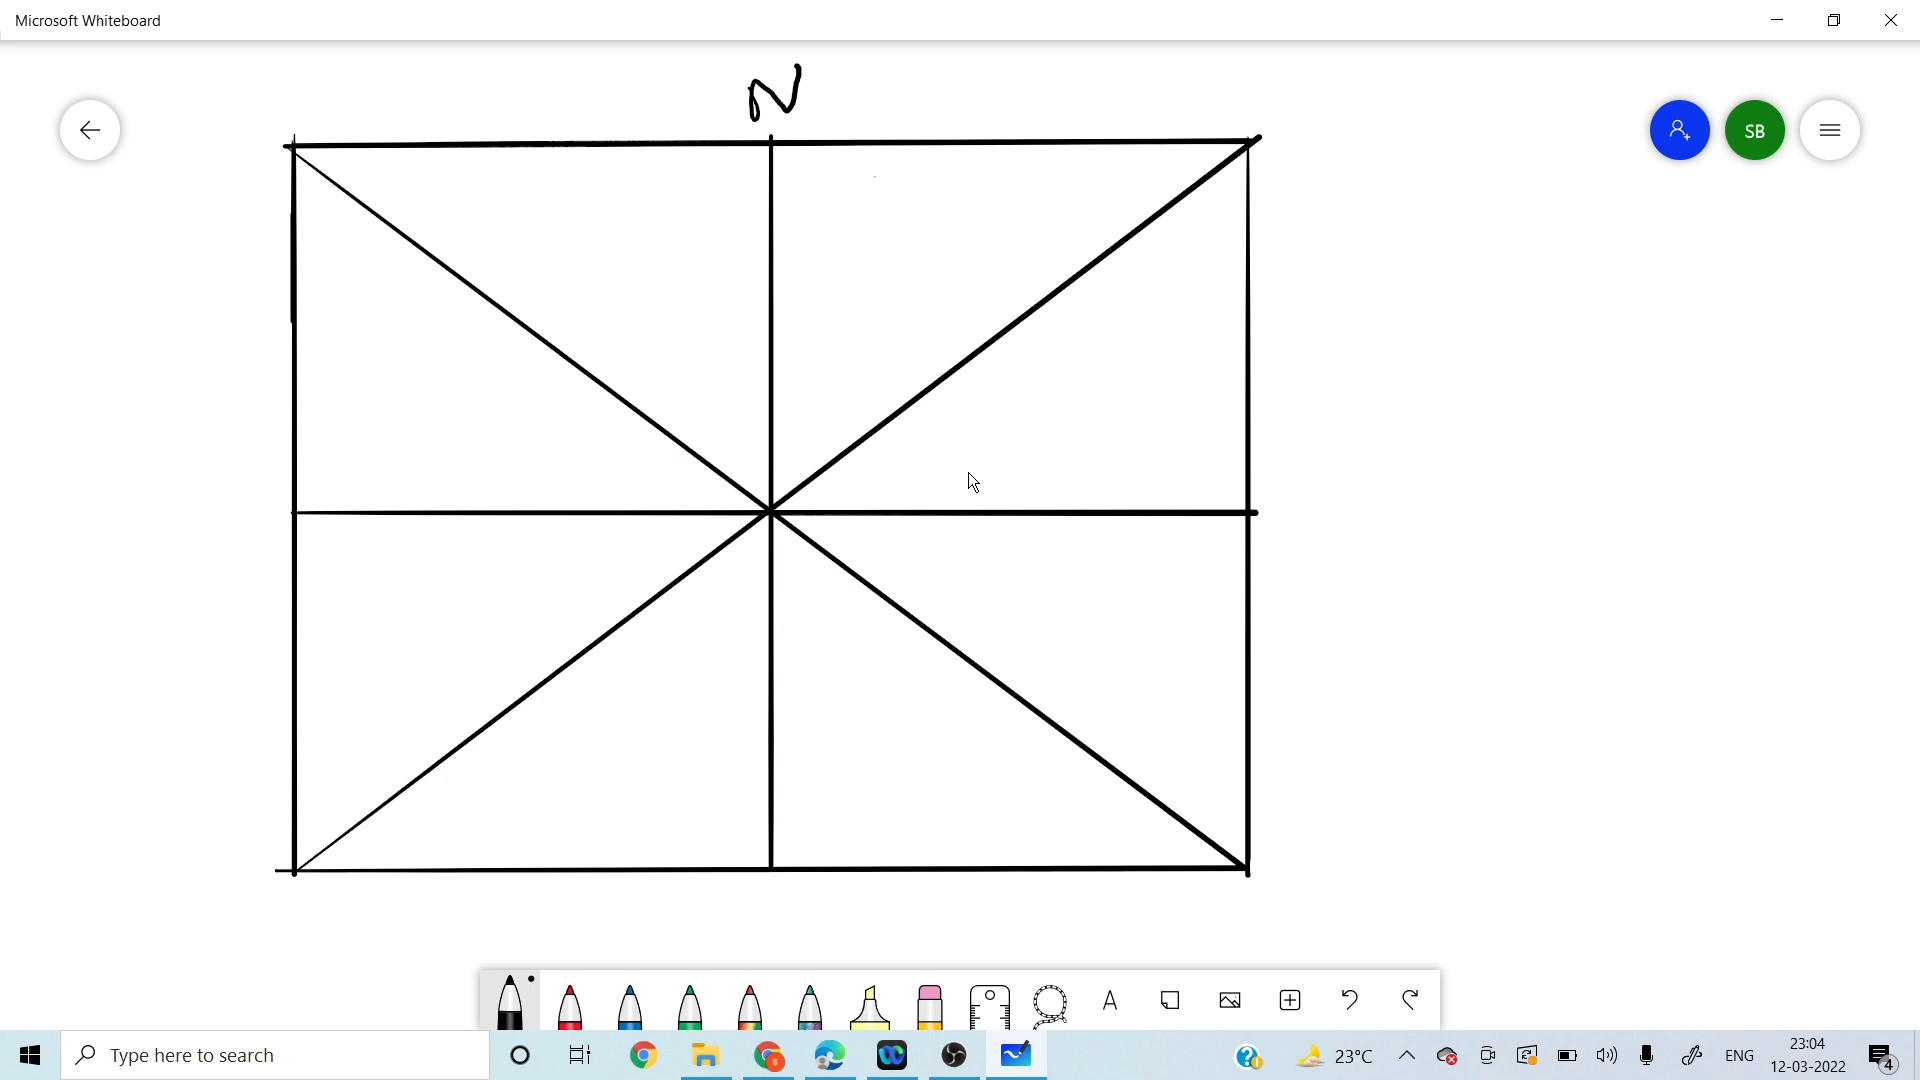 Microsoft Whiteboard
N
SB
A
Type here to search
23°C
ENG
23:04
12-03-2022
4